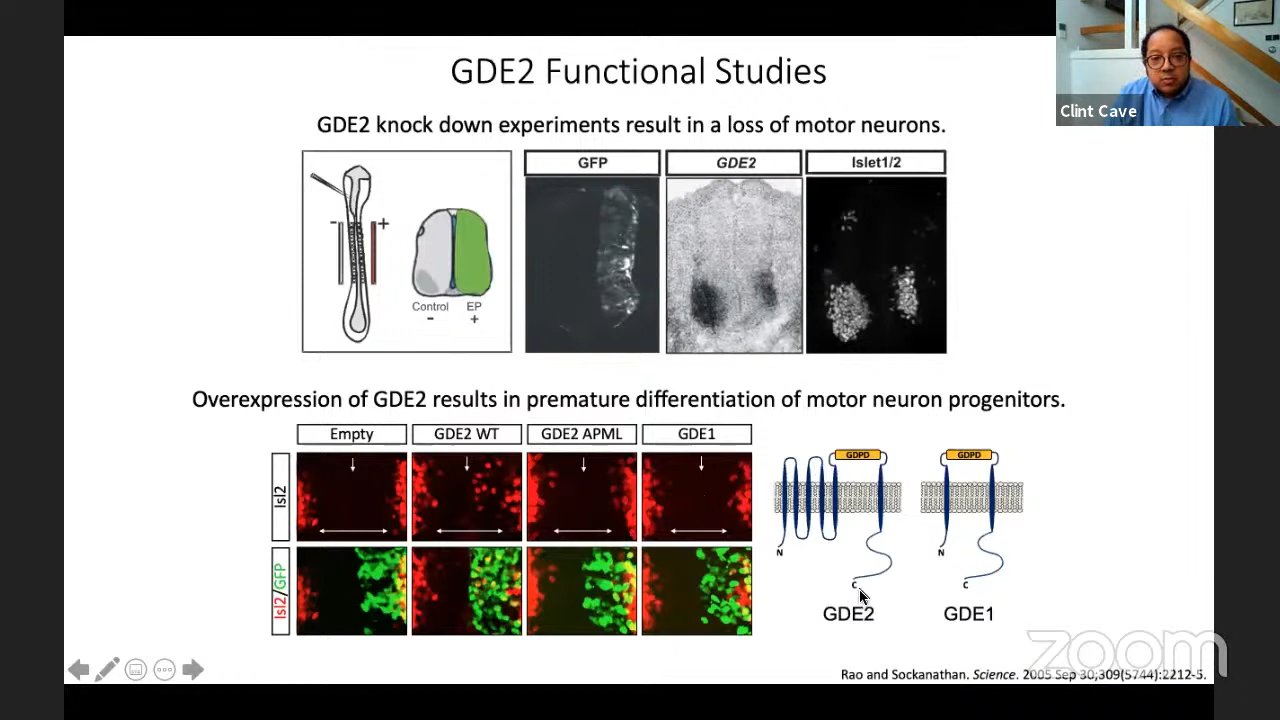 GDE2 Functional Studies
Clint Cave
GDE2 knock down experiments result in a loss of motor neurons.
GFP
GDE2
Islet1/2
- +
Control EP
- +
Overexpression of GDE2 results in premature differentiation of motor neuron progenitors.
Empty
GDE2 WT
GDE2 APML
GDE1
Isl2
Isl2/GFP
GDPD
N
C
GDE2
GDPD
N
C
GDE1
zoom
Rao and Sockanathan. Science. 2005 Sep 30;309(5744):2212-5.